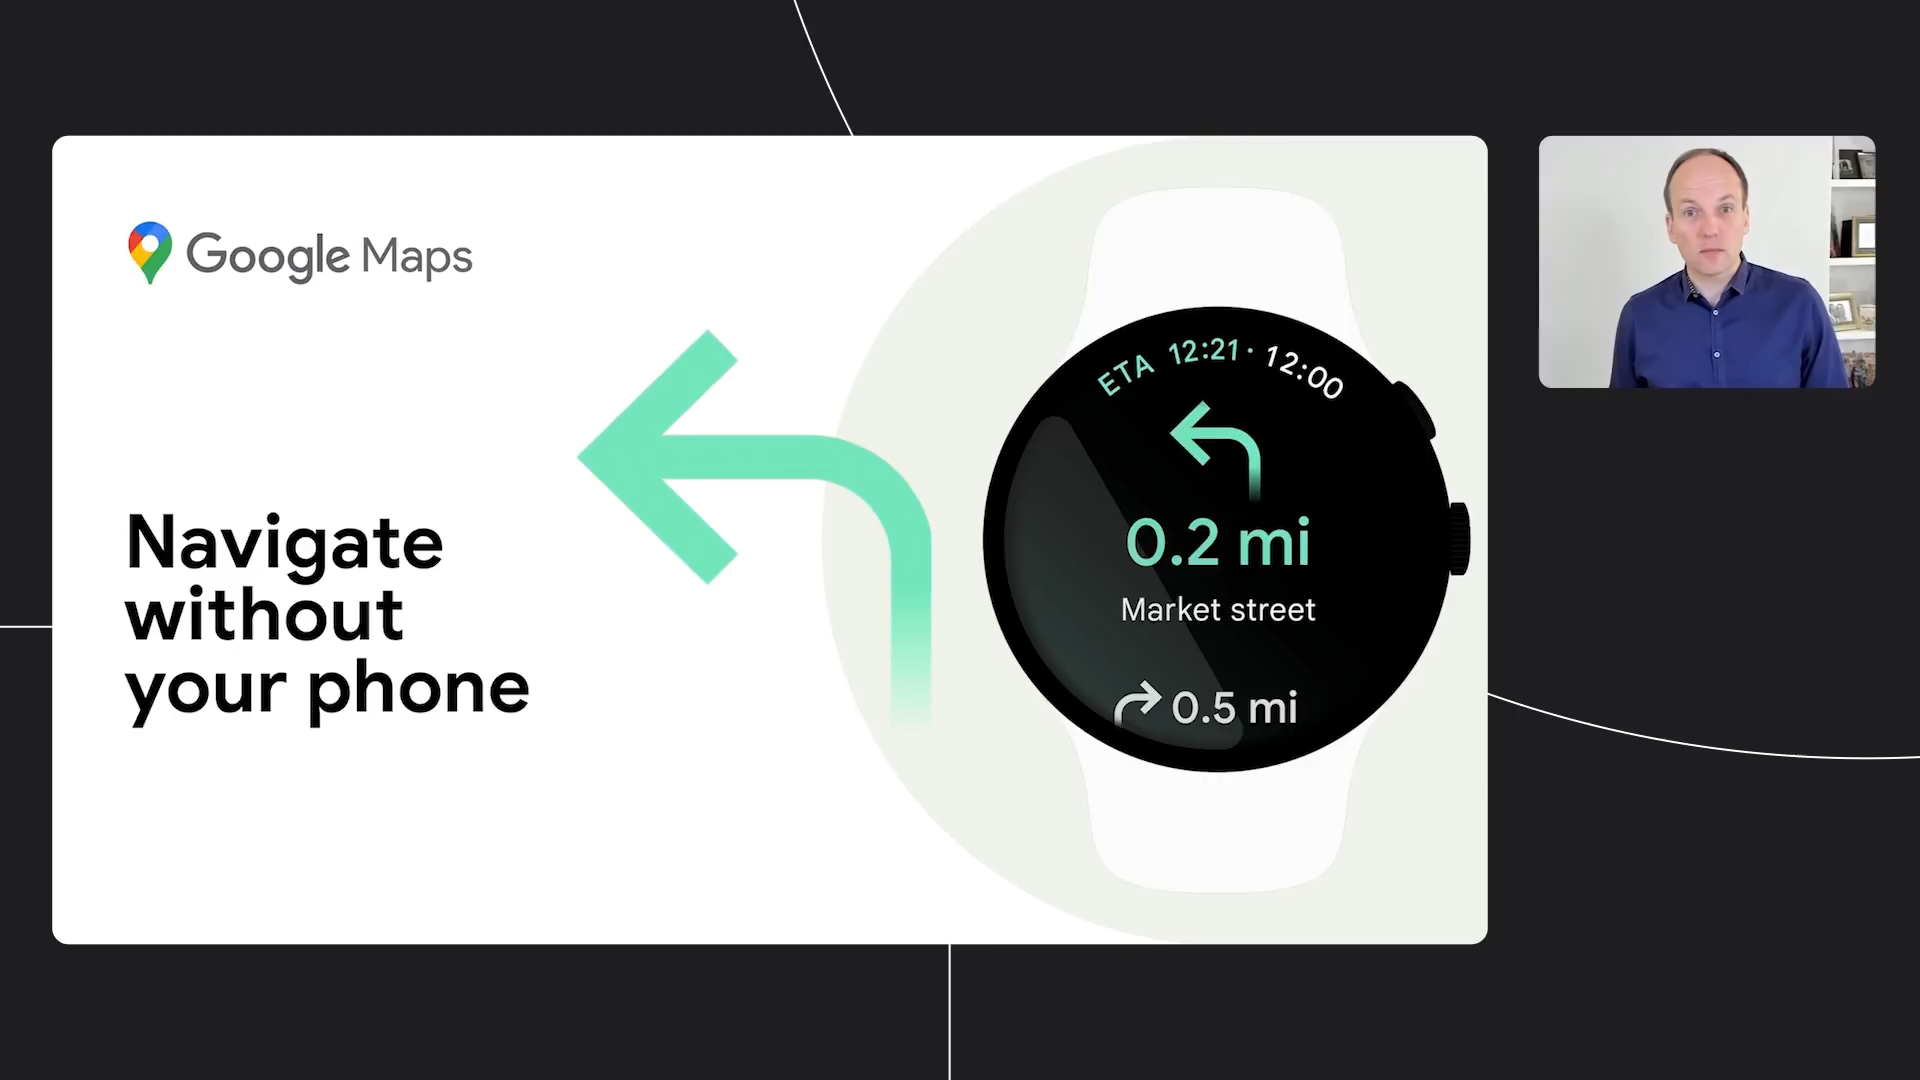 Google Maps
Navigate
without
your phone
ETA 12:21 · 12:00
0.2 mi
Market street
0.5 mi